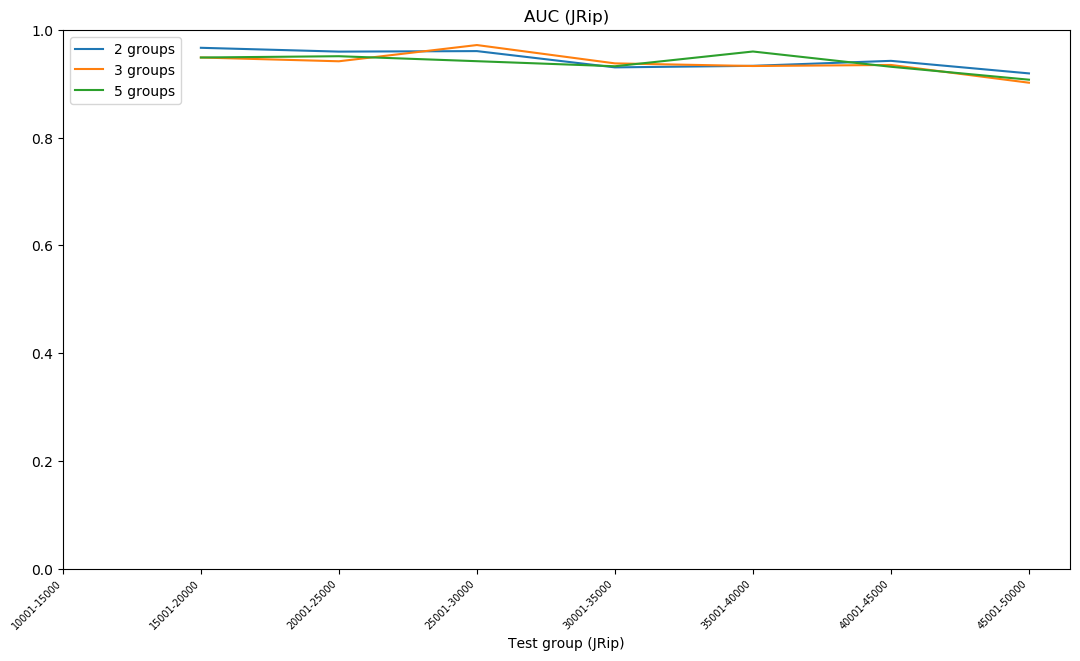 AUC (JRip)
2 groups
3 groups
5 groups
1.0
0.8
0.6
0.4
0.2
0.0
10001-15000
15001-20000
20001-25000
25001-30000
30001-35000
35001-40000
40001-45000
45001-50000
Test group (JRip)